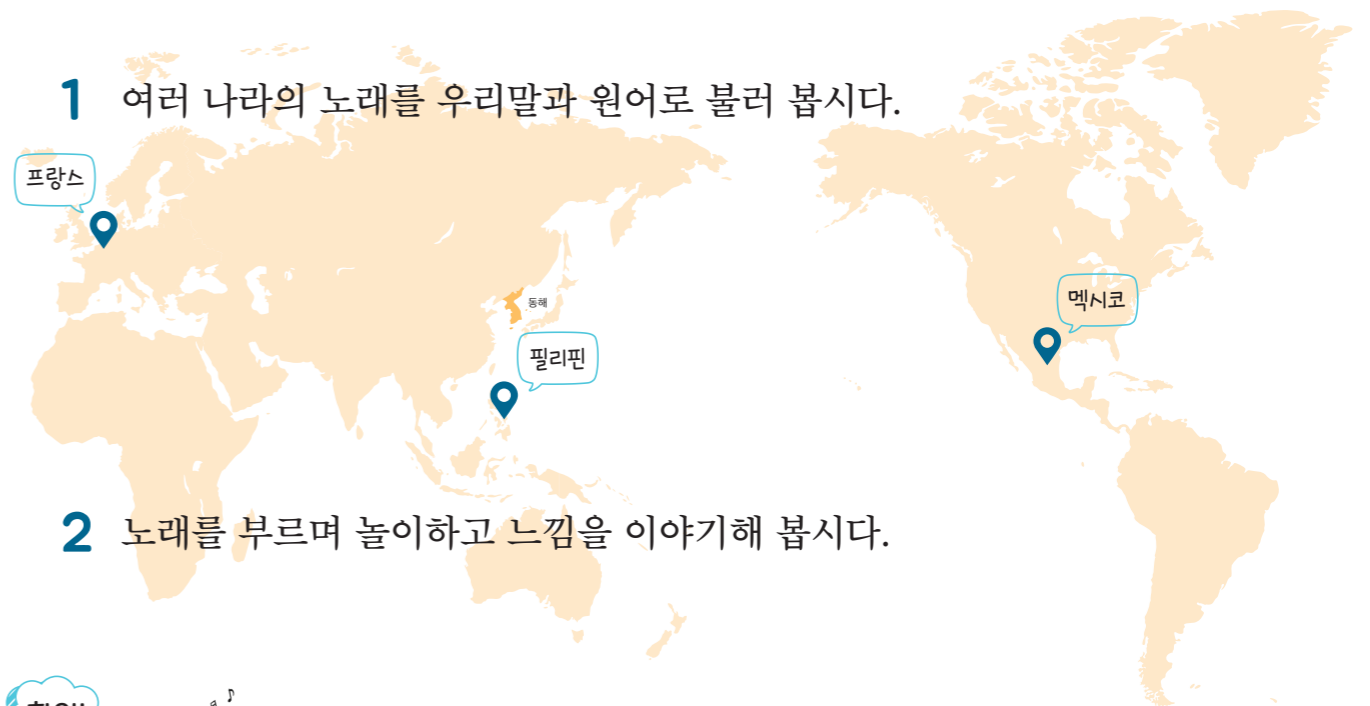 1 여러 나라의 노래를 우리말과 원어로 불러 봅시다.
프랑스
멕시코
동해
필리핀
2 노래를 부르며 놀이하고 느낌을 이야기해 봅시다.